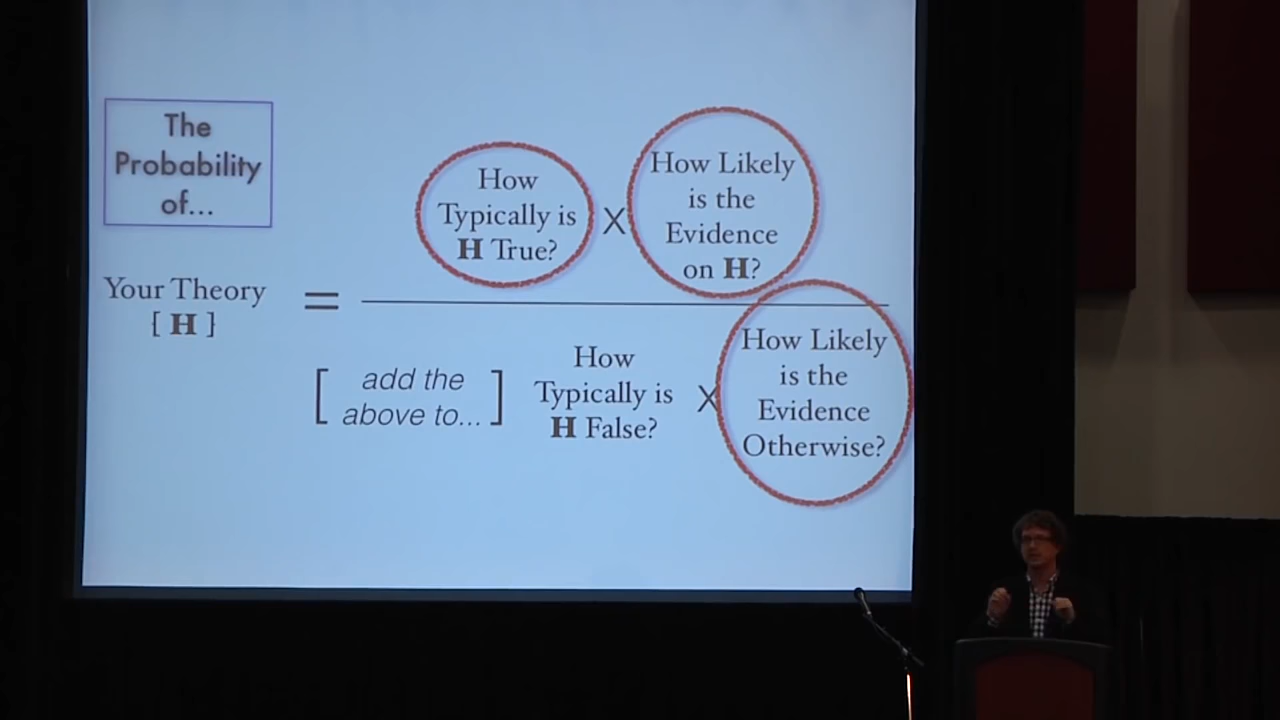 The
Probability
of...
Your Theory
[ H ]
=
How
Typically is
H True?
X
How Likely
is the
Evidence
on H?
[ add the
above to... ]
How
Typically is
H False?
X
How Likely
is the
Evidence
Otherwise?